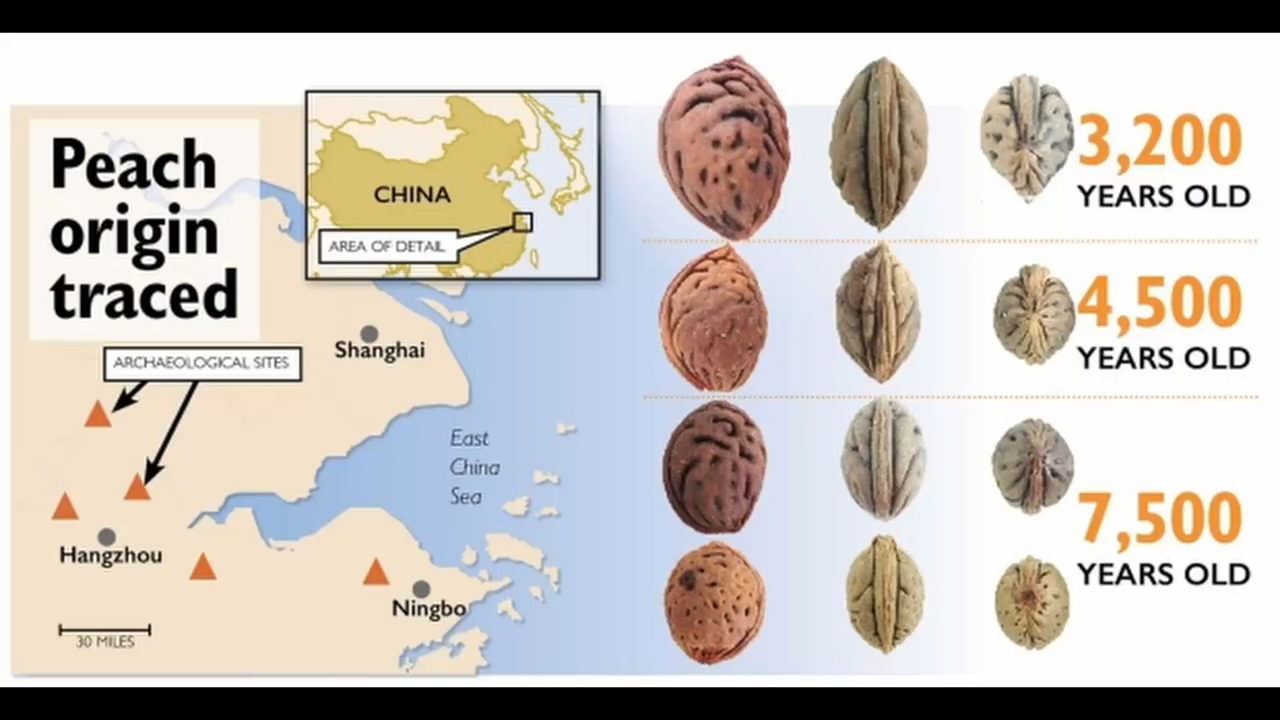 Peach
origin
traced
CHINA
AREA OF DETAIL
ARCHAEOLOGICAL SITES
Shanghai
East
China
Sea
Hangzhou
Ningbo
30 MILES
3,200
YEARS OLD
4,500
YEARS OLD
7,500
YEARS OLD